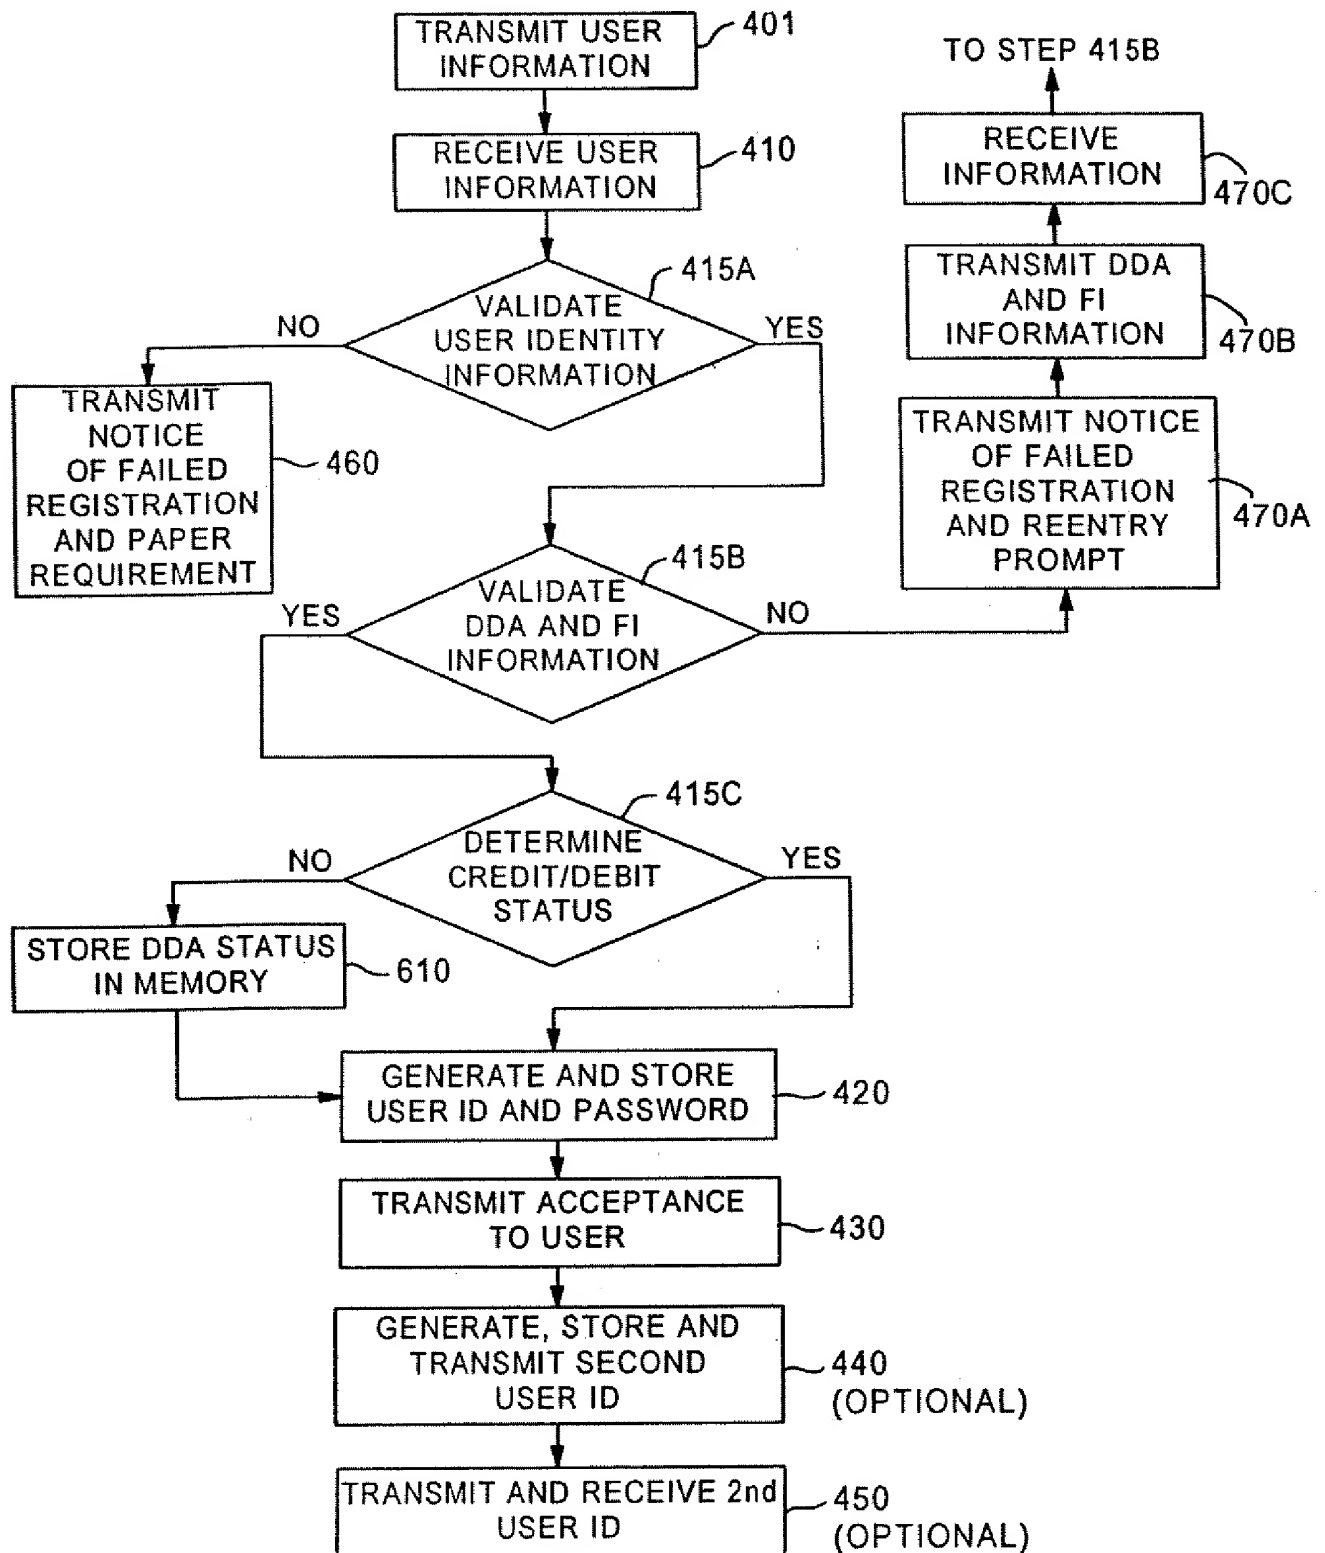 TRANSMIT USER
INFORMATION
401
RECEIVE USER
INFORMATION
410
VALIDATE
USER IDENTITY
INFORMATION
415A
NO
YES
TRANSMIT
NOTICE
OF FAILED
REGISTRATION
AND PAPER
REQUIREMENT
460
VALIDATE
DDA AND FI
INFORMATION
415B
YES
NO
TRANSMIT NOTICE
OF FAILED
REGISTRATION
AND REENTRY
PROMPT
470A
TRANSMIT DDA
AND FI
INFORMATION
470B
RECEIVE
INFORMATION
470C
TO STEP 415B
DETERMINE
CREDIT/DEBIT
STATUS
415C
NO
YES
STORE DDA STATUS
IN MEMORY
610
GENERATE AND STORE
USER ID AND PASSWORD
420
TRANSMIT ACCEPTANCE
TO USER
430
GENERATE, STORE AND
TRANSMIT SECOND
USER ID
440
(OPTIONAL)
TRANSMIT AND RECEIVE 2nd
USER ID
450
(OPTIONAL)